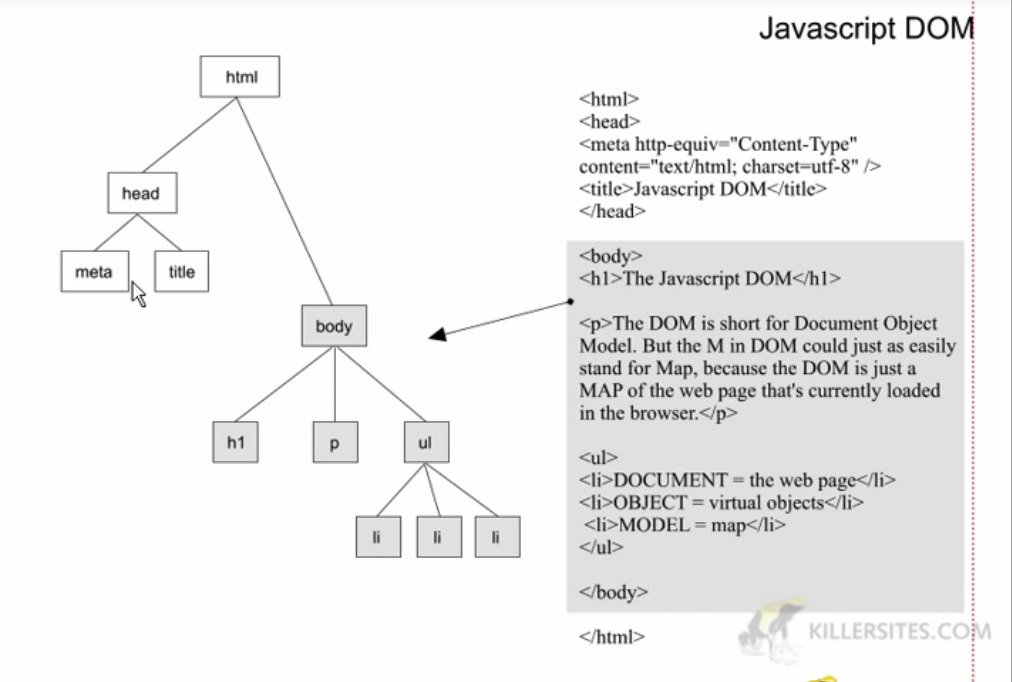 Javascript DOM
html
head
meta
title
body
h1
p
ul
li
li
li
<html>
<head>
<meta http-equiv="Content-Type"
content="text/html; charset=utf-8" />
<title>Javascript DOM</title>
</head>
<body>
<h1>The Javascript DOM</h1>
<p>The DOM is short for Document Object
Model. But the M in DOM could just as easily
stand for Map, because the DOM is just a
MAP of the web page that's currently loaded
in the browser.</p>
<ul>
<li>DOCUMENT = the web page</li>
<li>OBJECT = virtual objects</li>
<li>MODEL = map</li>
</ul>
</body>
</html>
KILLERSITES.COM